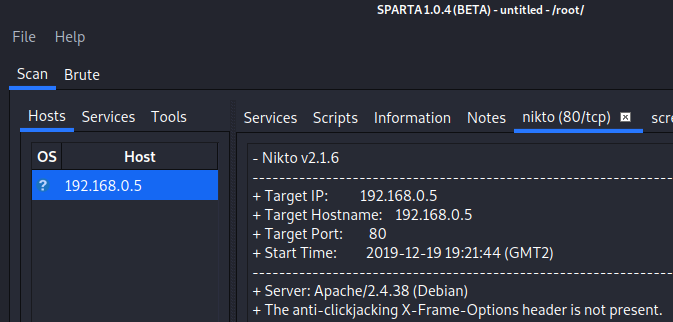 SPARTA 1.0.4 (BETA) - untitled - /root/
File Help
Scan Brute
Hosts Services Tools
Services Scripts Information Notes nikto (80/tcp) scre
OS Host
? 192.168.0.5
- Nikto v2.1.6
---------------------------------------------------------------------------
+ Target IP: 192.168.0.5
+ Target Hostname: 192.168.0.5
+ Target Port: 80
+ Start Time: 2019-12-19 19:21:44 (GMT2)
---------------------------------------------------------------------------
+ Server: Apache/2.4.38 (Debian)
+ The anti-clickjacking X-Frame-Options header is not present.